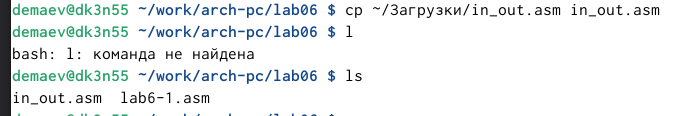 demaev@dk3n55 ~/work/arch-pc/lab06 $ cp ~/Загрузки/in_out.asm in_out.asm
demaev@dk3n55 ~/work/arch-pc/lab06 $ l
bash: l: команда не найдена
demaev@dk3n55 ~/work/arch-pc/lab06 $ ls
in_out.asm  lab6-1.asm